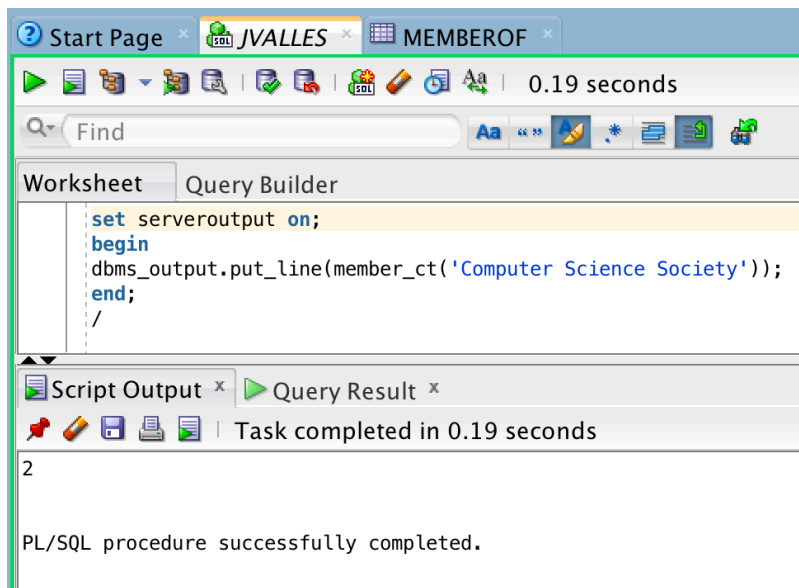 Start Page JVALLES MEMBEROF
0.19 seconds
Find Aa “ ” .*
Worksheet Query Builder
set serveroutput on;
begin
dbms_output.put_line(member_ct('Computer Science Society'));
end;
/
Script Output x Query Result x
Task completed in 0.19 seconds
2
PL/SQL procedure successfully completed.